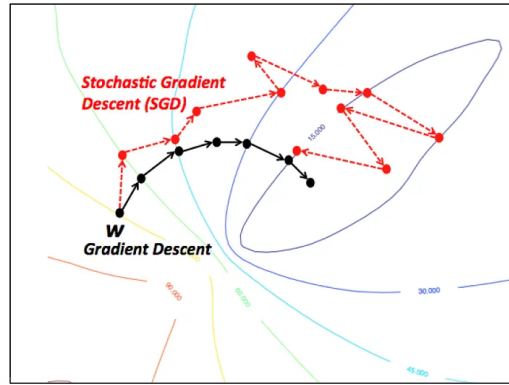 Stochastic Gradient
Descent (SGD)
15.000
W
Gradient Descent
90.000
60.000
30.000
45.000